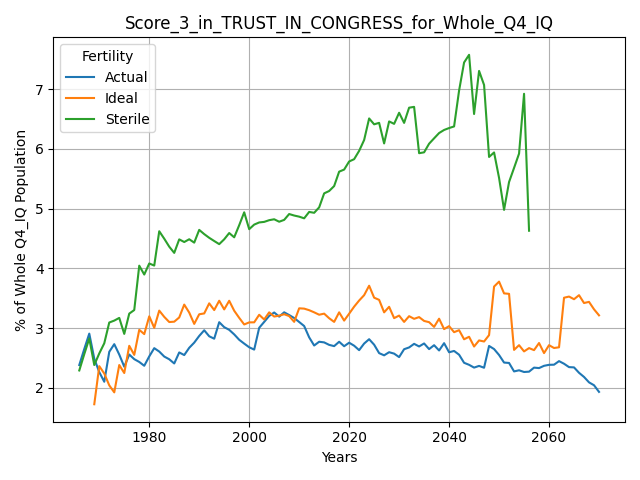 Score_3_in_TRUST_IN_CONGRESS_for_Whole_Q4_IQ
Fertility
Actual
Ideal
Sterile
% of Whole Q4_IQ Population
7
6
5
4
3
2
1980
2000
2020
2040
2060
Years